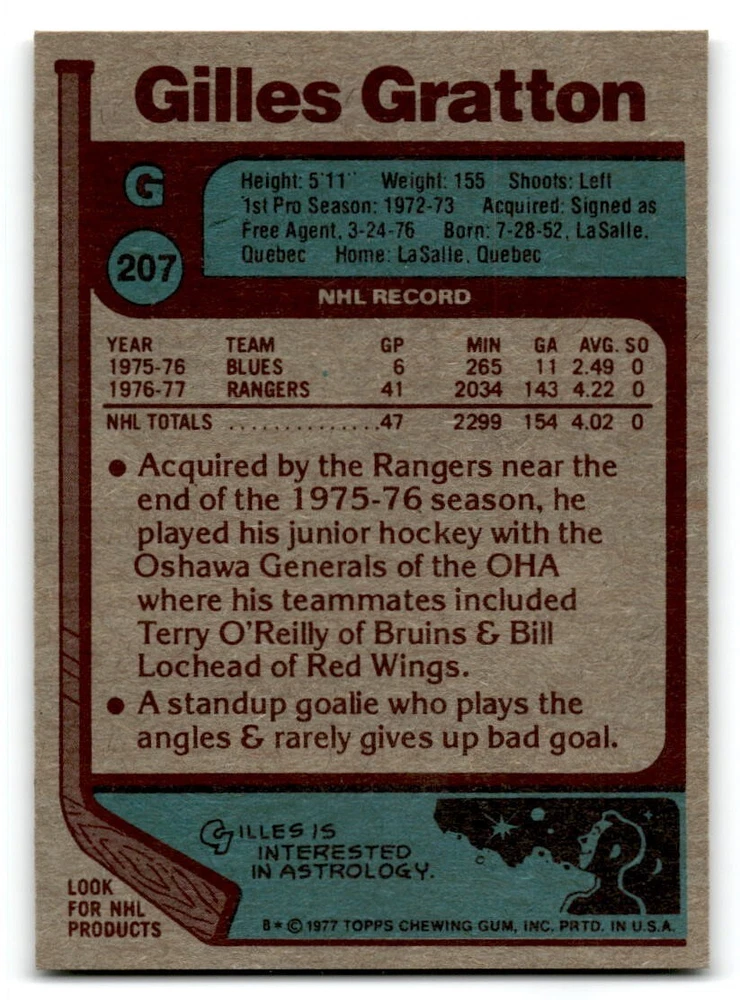 Gilles Gratton
G
207
Height: 5'11" Weight: 155 Shoots: Left
1st Pro Season: 1972-73 Acquired: Signed as
Free Agent, 3-24-76 Born: 7-28-52, LaSalle,
Quebec Home: LaSalle, Quebec
NHL RECORD
YEAR TEAM GP MIN GA AVG. SO
1975-76 BLUES 6 265 11 2.49 0
1976-77 RANGERS 41 2034 143 4.22 0
NHL TOTALS ..............47 2299 154 4.02 0
• Acquired by the Rangers near the
end of the 1975-76 season, he
played his junior hockey with the
Oshawa Generals of the OHA
where his teammates included
Terry O'Reilly of Bruins & Bill
Lochead of Red Wings.
• A standup goalie who plays the
angles & rarely gives up bad goal.
GILLES IS
INTERESTED
IN ASTROLOGY.
LOOK
FOR NHL
PRODUCTS
B* © 1977 TOPPS CHEWING GUM, INC. PRTD. IN U.S.A.